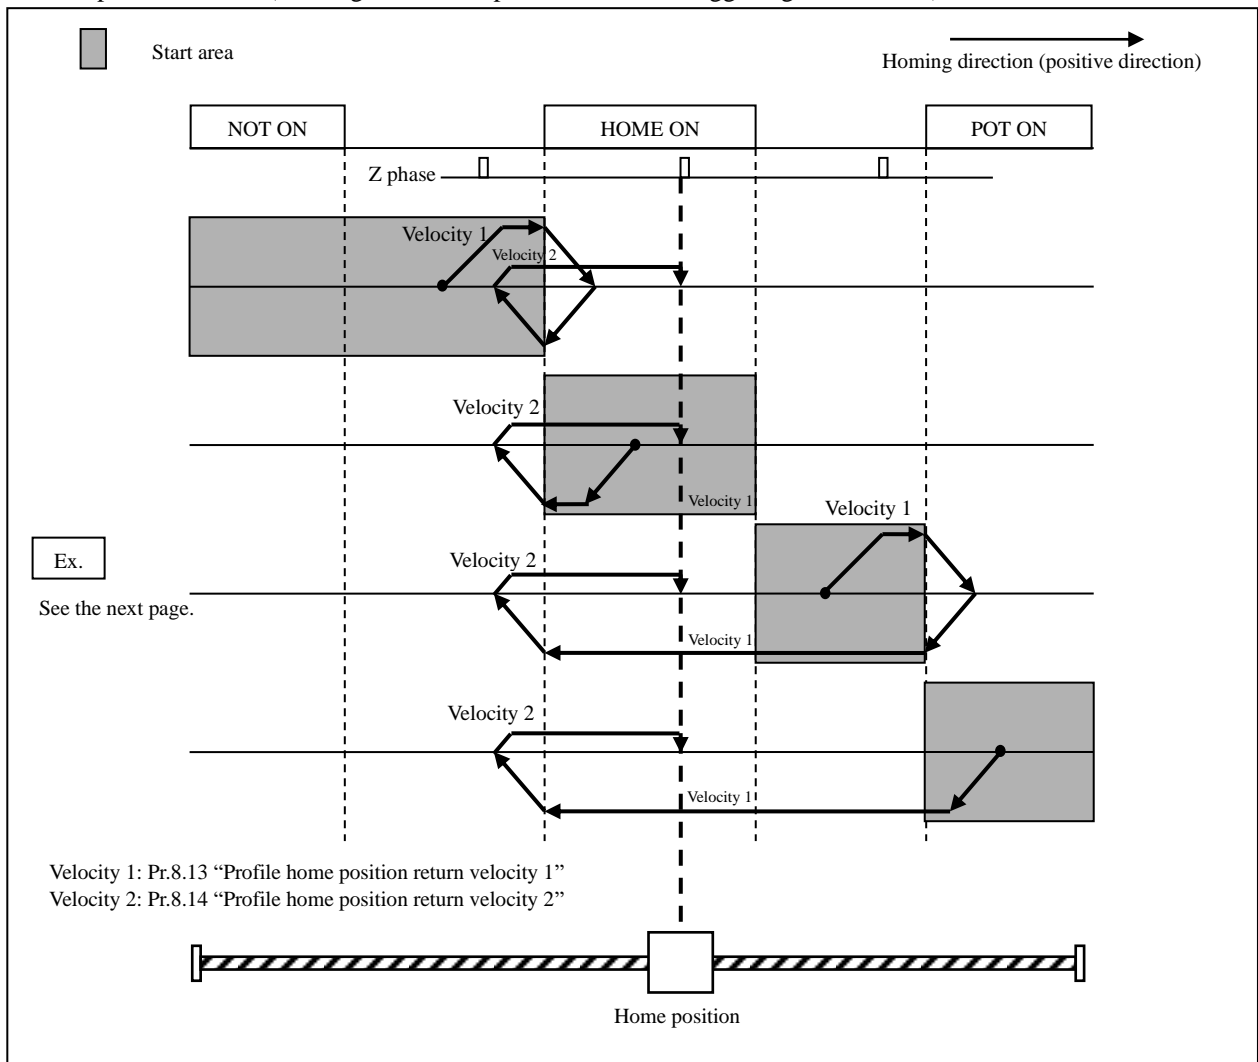 Start area
Homing direction (positive direction)
NOT ON
HOME ON
POT ON
Z phase
Velocity 1
Velocity 2
Velocity 2
Velocity 1
Velocity 1
Ex.
Velocity 2
See the next page.
Velocity 1
Velocity 2
Velocity 1
Velocity 1: Pr.8.13 “Profile home position return velocity 1”
Velocity 2: Pr.8.14 “Profile home position return velocity 2”
Home position